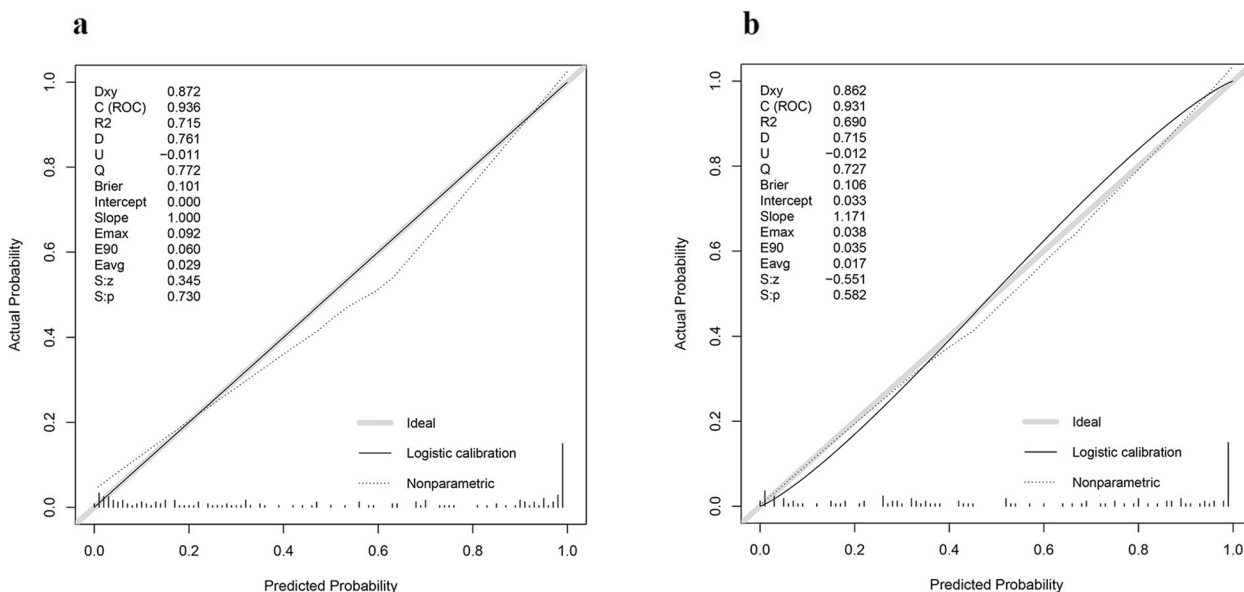 a
Dxy 0.872
C (ROC) 0.936
R2 0.715
D 0.761
U −0.011
Q 0.772
Brier 0.101
Intercept 0.000
Slope 1.000
Emax 0.092
E90 0.060
Eavg 0.029
S:z 0.345
S:p 0.730
Actual Probability
1.0
0.8
0.6
0.4
0.2
0.0
Ideal
Logistic calibration
Nonparametric
0.0 0.2 0.4 0.6 0.8 1.0
Predicted Probability
b
Dxy 0.862
C (ROC) 0.931
R2 0.690
D 0.715
U −0.012
Q 0.727
Brier 0.106
Intercept 0.033
Slope 1.171
Emax 0.038
E90 0.035
Eavg 0.017
S:z −0.551
S:p 0.582
Actual Probability
1.0
0.8
0.6
0.4
0.2
0.0
Ideal
Logistic calibration
Nonparametric
0.0 0.2 0.4 0.6 0.8 1.0
Predicted Probability